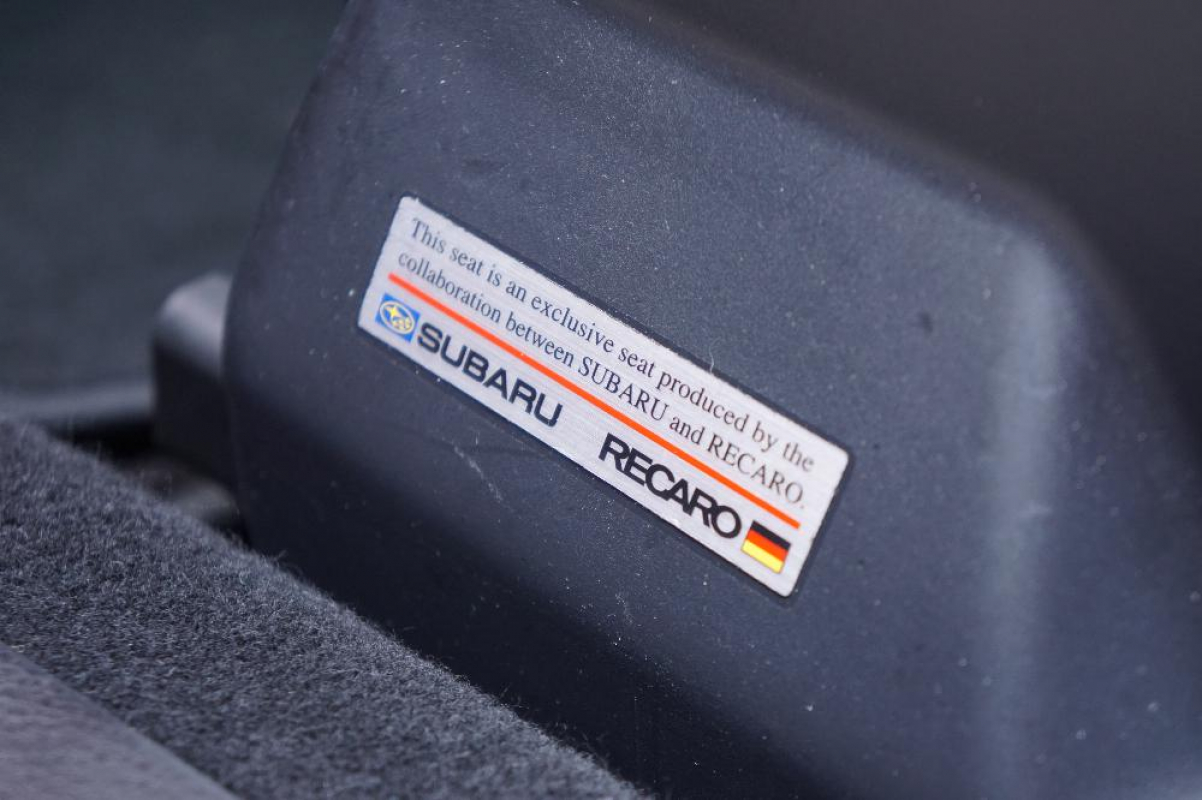 This seat is an exclusive seat produced by the
collaboration between SUBARU and RECARO.
SUBARU RECARO